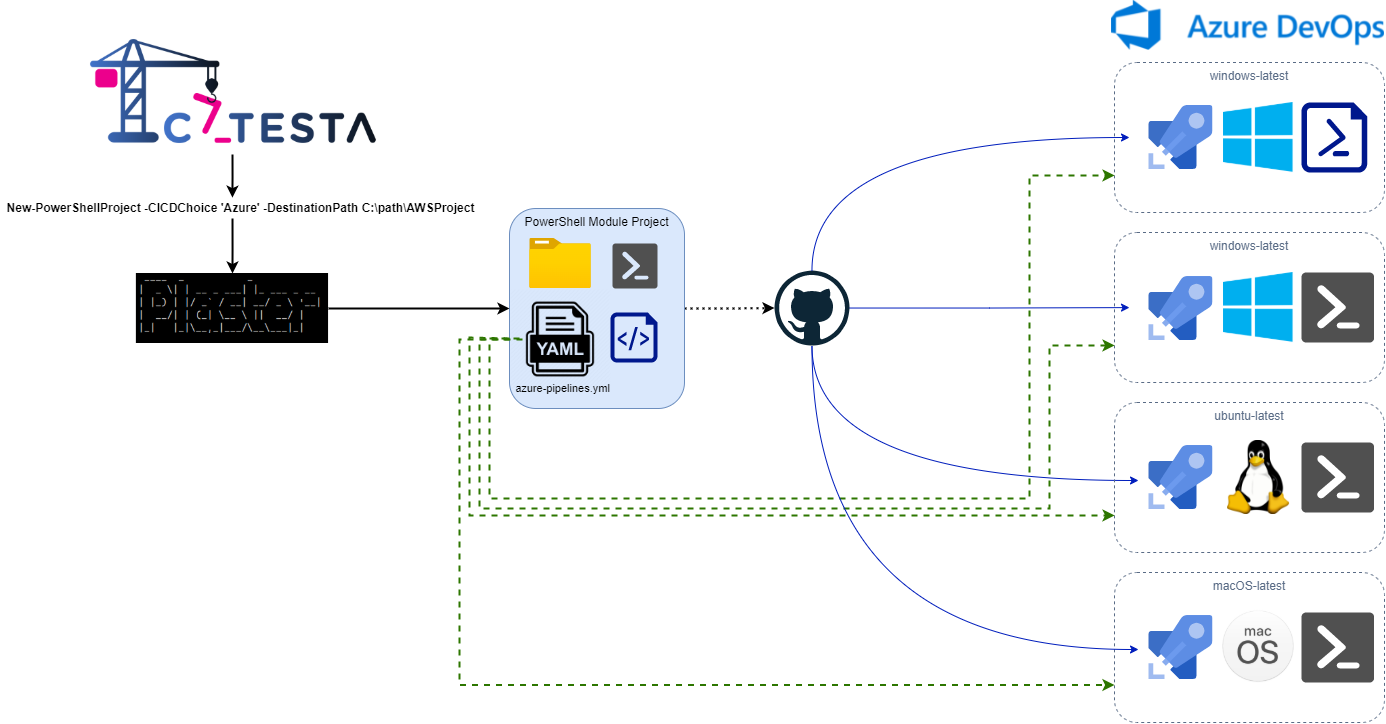 Azure DevOps
CATESTA
New-PowerShellProject -CICDChoice 'Azure' -DestinationPath C:\path\AWSProject
Plaster
PowerShell Module Project
YAML
</>
azure-pipelines.yml
windows-latest
windows-latest
ubuntu-latest
macOS-latest
mac
OS